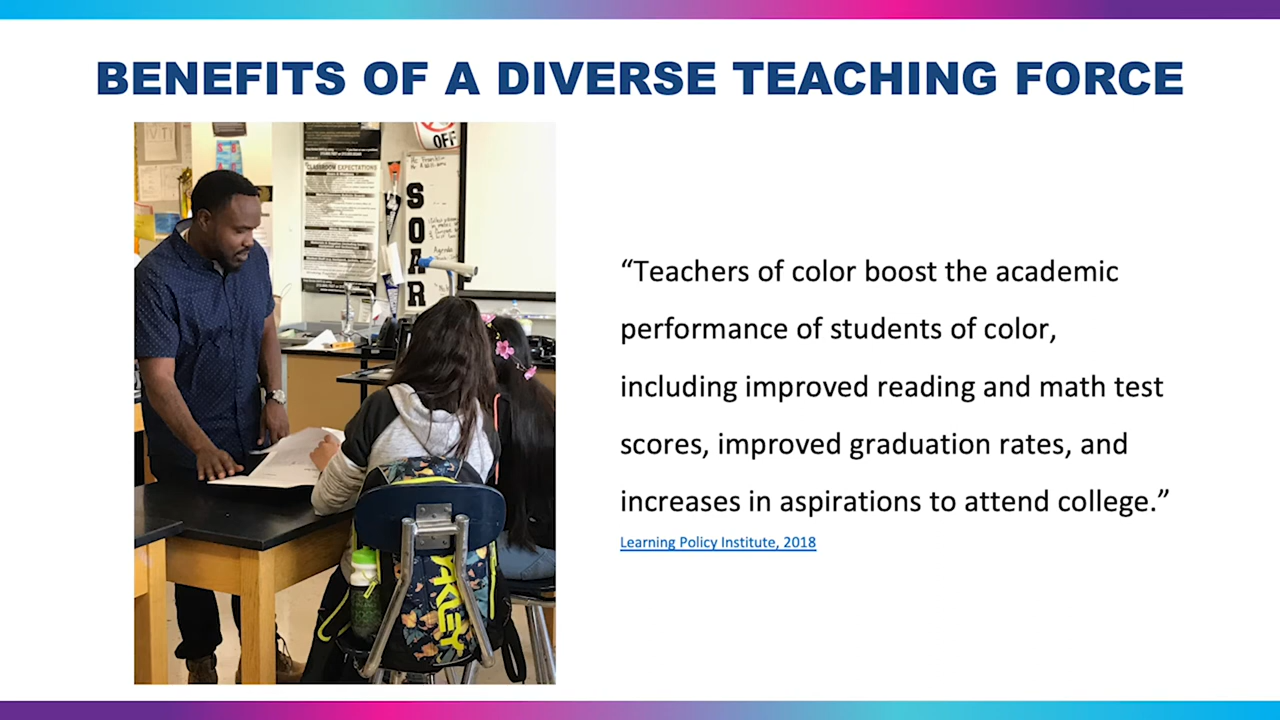 BENEFITS OF A DIVERSE TEACHING FORCE
OFF
CLASSROOM EXPECTATIONS
S
O
A
R
Agenda
“Teachers of color boost the academic
performance of students of color,
including improved reading and math test
scores, improved graduation rates, and
increases in aspirations to attend college.”
Learning Policy Institute, 2018